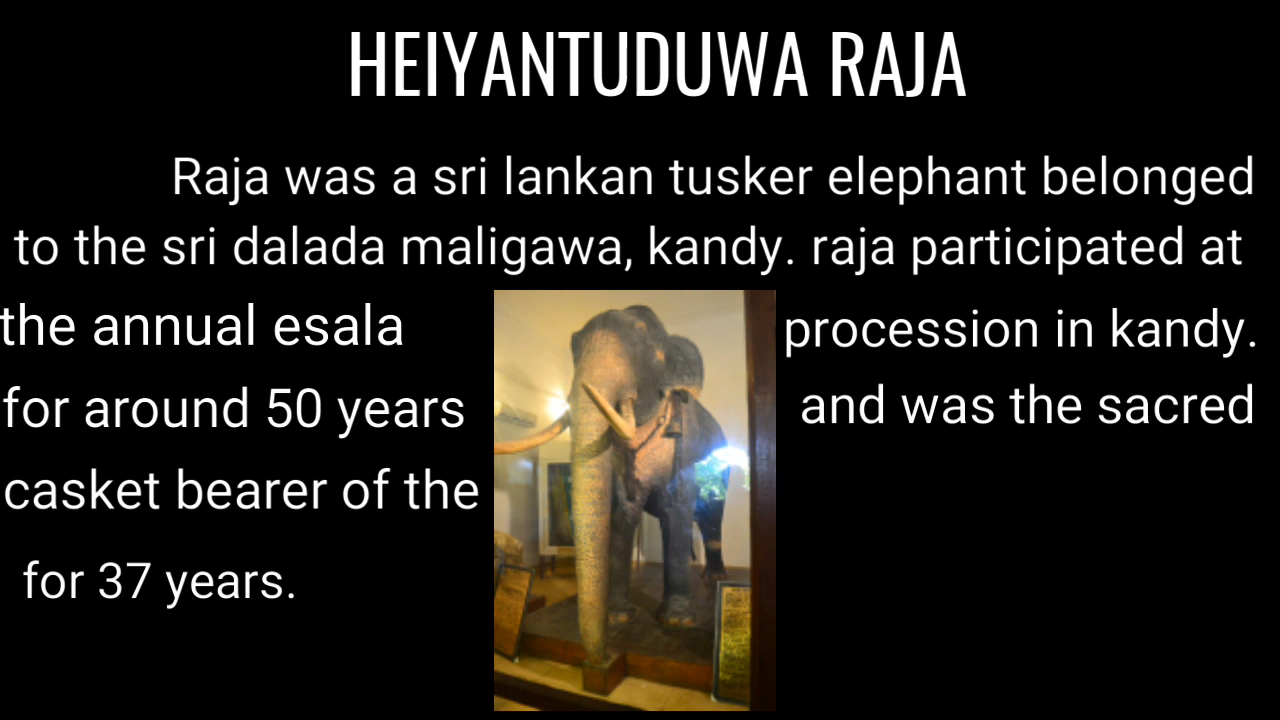 HEIYANTUDUWA RAJA
Raja was a sri lankan tusker elephant belonged
to the sri dalada maligawa, kandy. raja participated at
the annual esala procession in kandy.
for around 50 years and was the sacred
casket bearer of the
for 37 years.